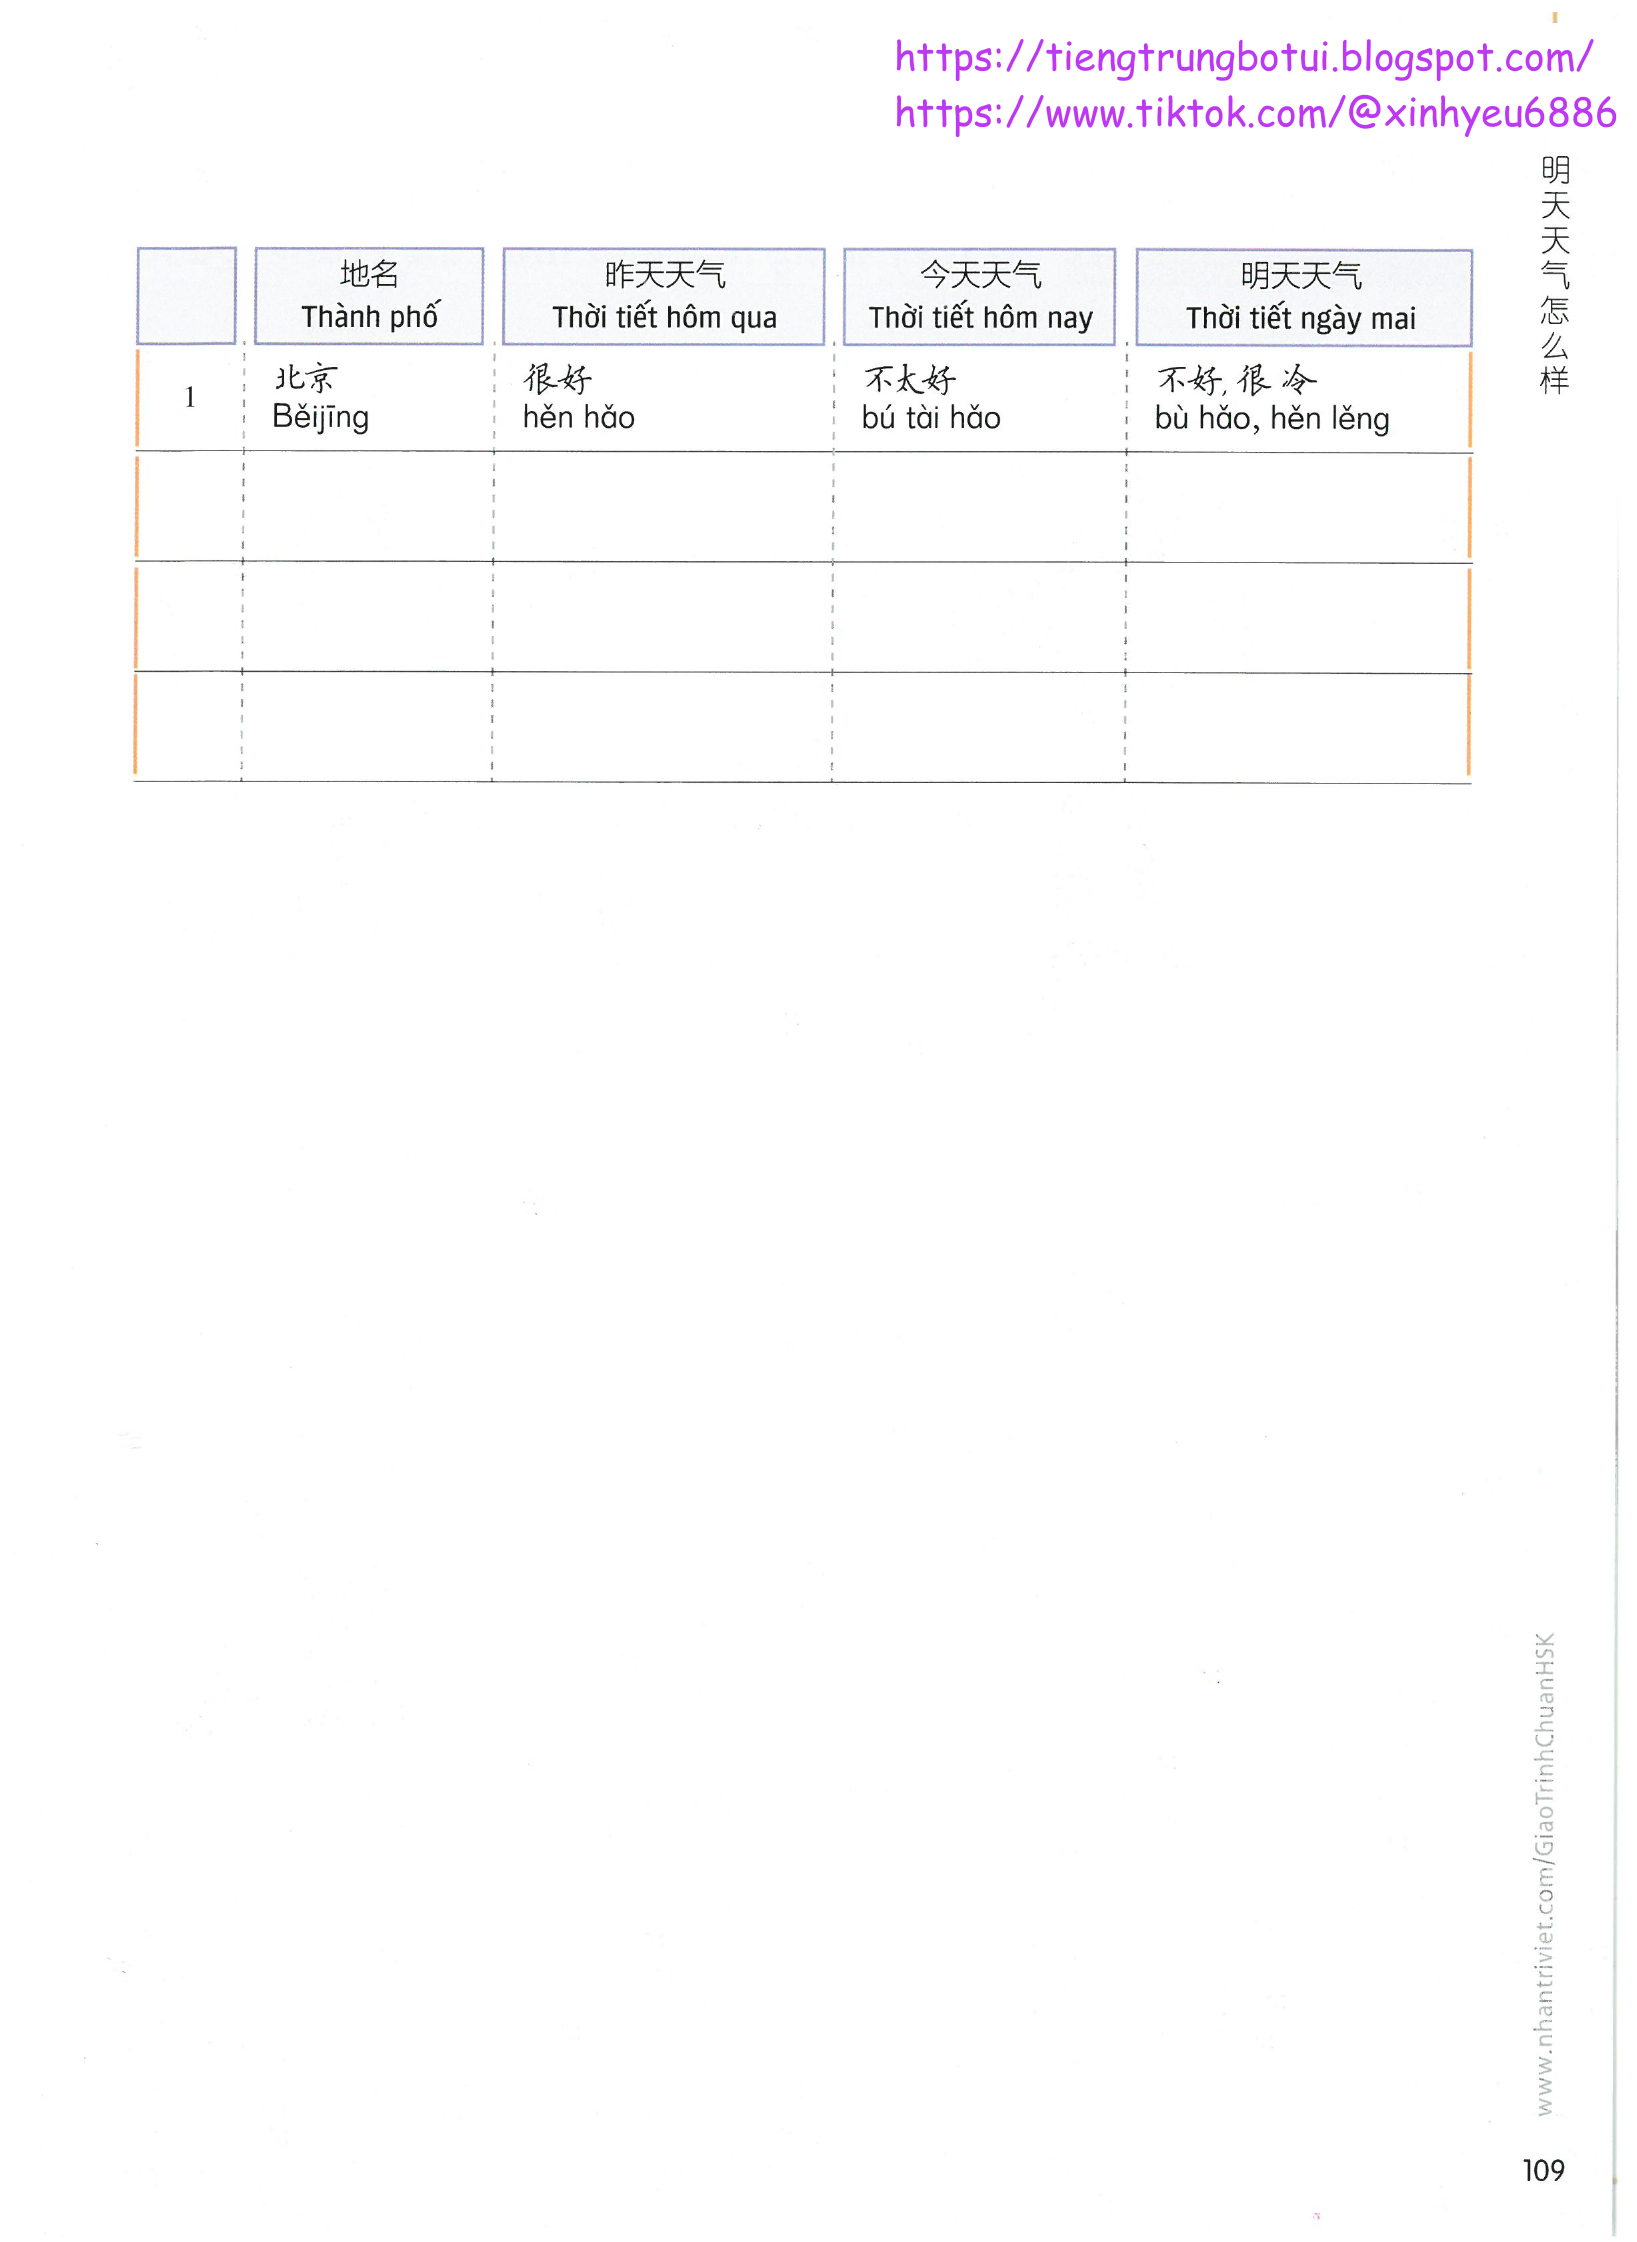 https://tiengtrungbotui.blogspot.com/
https://www.tiktok.com/@xinhyeu6886
明天天气怎么样
地名 昨天天气 今天天气 明天天气
Thành phố Thời tiết hôm qua Thời tiết hôm nay Thời tiết ngày mai
1 北京 很好 不太好 不好, 很冷
Běijīng hěn hǎo bú tài hǎo bù hǎo, hěn lěng
www.nhantriviet.com/GiaoTrinhChuanHSK
109